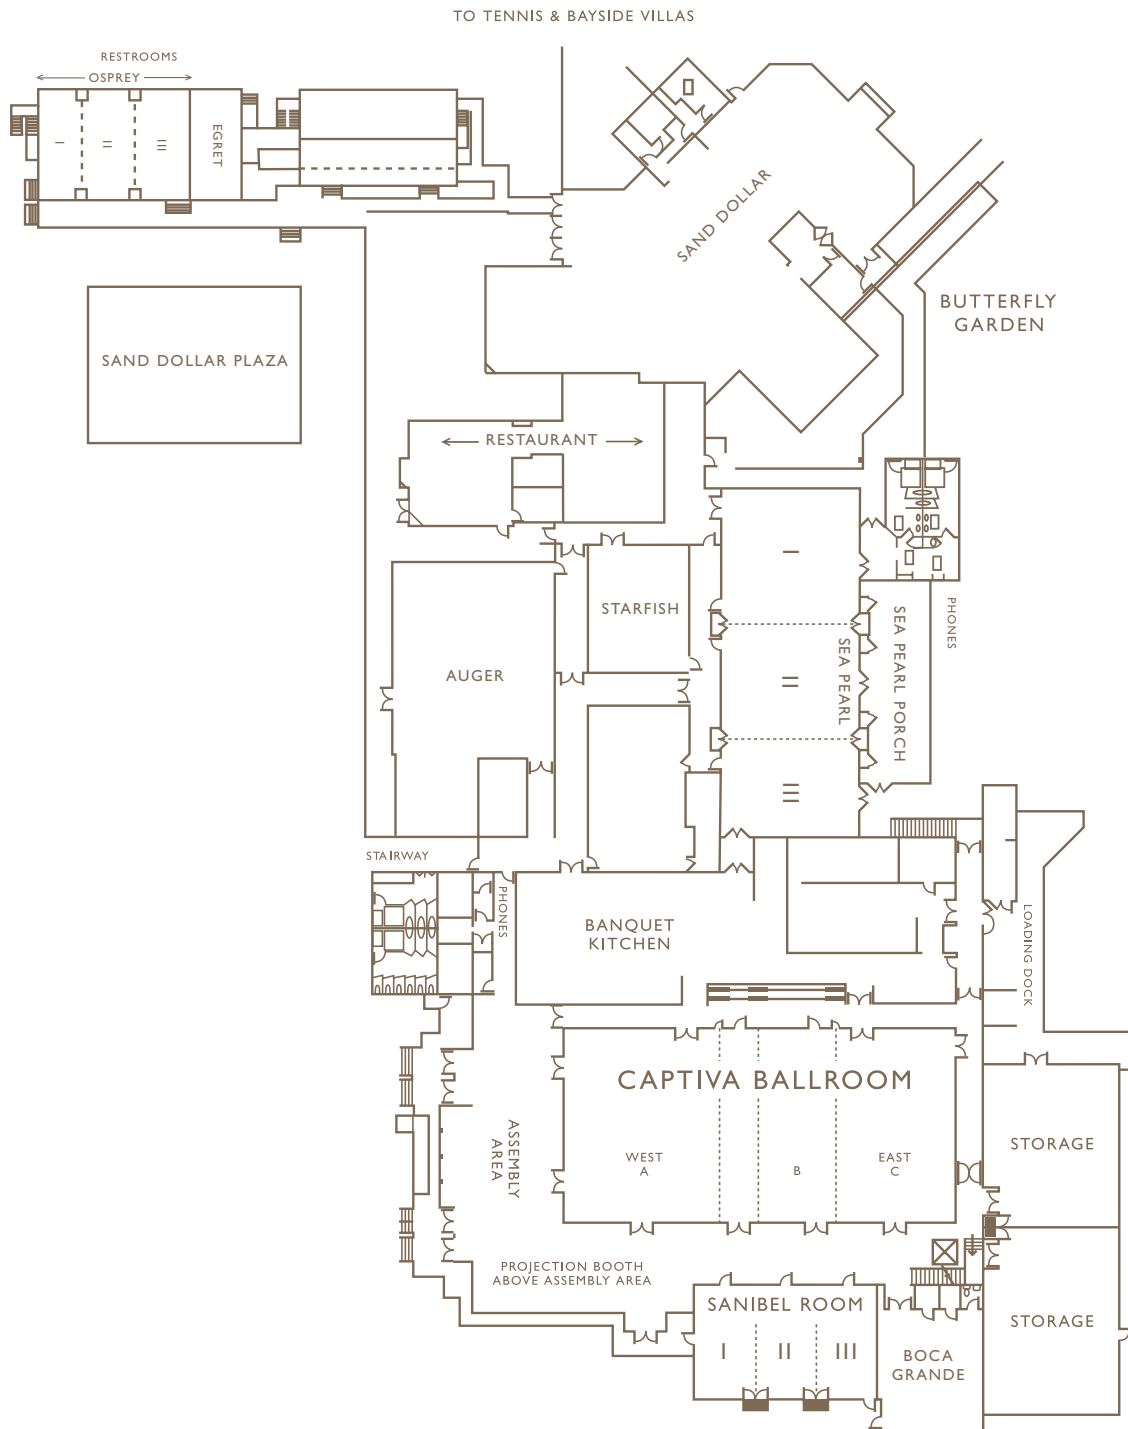 TO TENNIS & BAYSIDE VILLAS
RESTROOMS
OSPREY
I
II
III
EGRET
SAND DOLLAR
BUTTERFLY
GARDEN
SAND DOLLAR PLAZA
RESTAURANT
I
STARFISH
PHONES
SEA PEARL
SEA PEARL PORCH
AUGER
II
III
STAIRWAY
PHONES
BANQUET
KITCHEN
LOADING DOCK
CAPTIVA BALLROOM
ASSEMBLY
AREA
WEST
A
B
EAST
C
STORAGE
PROJECTION BOOTH
ABOVE ASSEMBLY AREA
SANIBEL ROOM
I
II
III
BOCA
GRANDE
STORAGE